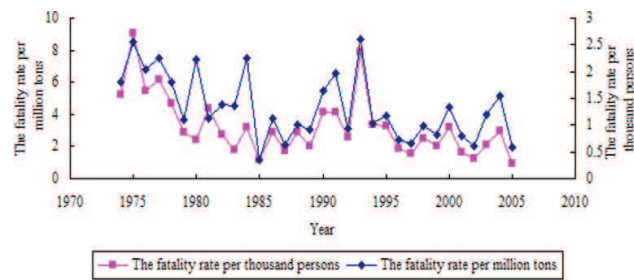 The fatality rate per
million tons
10
8
6
4
2
0
3
2.5
2
1.5
1
0.5
0
The fatality rate per
thousand persons
1970 1975 1980 1985 1990 1995 2000 2005 2010
Year
The fatality rate per thousand persons The fatality rate per million tons